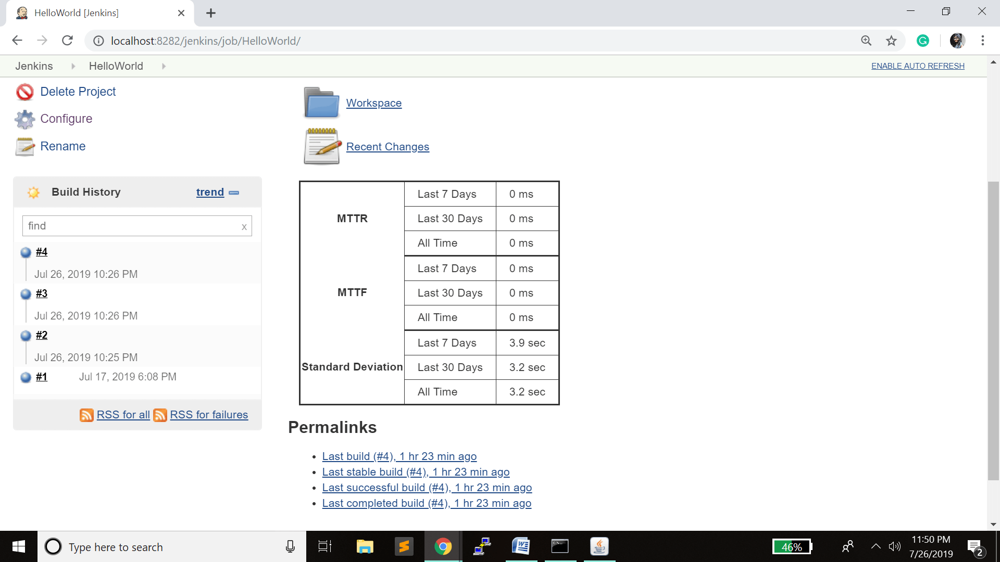 HelloWorld [Jenkins]
localhost:8282/jenkins/job/HelloWorld/
Jenkins HelloWorld ENABLE AUTO REFRESH
Delete Project
Configure
Rename
Workspace
Recent Changes
Build History trend
find x
#4
Jul 26, 2019 10:26 PM
#3
Jul 26, 2019 10:26 PM
#2
Jul 26, 2019 10:25 PM
#1 Jul 17, 2019 6:08 PM
RSS for all RSS for failures
MTTR
Last 7 Days 0 ms
Last 30 Days 0 ms
All Time 0 ms
MTTF
Last 7 Days 0 ms
Last 30 Days 0 ms
All Time 0 ms
Standard Deviation
Last 7 Days 3.9 sec
Last 30 Days 3.2 sec
All Time 3.2 sec
Permalinks
Last build (#4), 1 hr 23 min ago
Last stable build (#4), 1 hr 23 min ago
Last successful build (#4), 1 hr 23 min ago
Last completed build (#4), 1 hr 23 min ago
Type here to search
46%
11:50 PM
7/26/2019
2